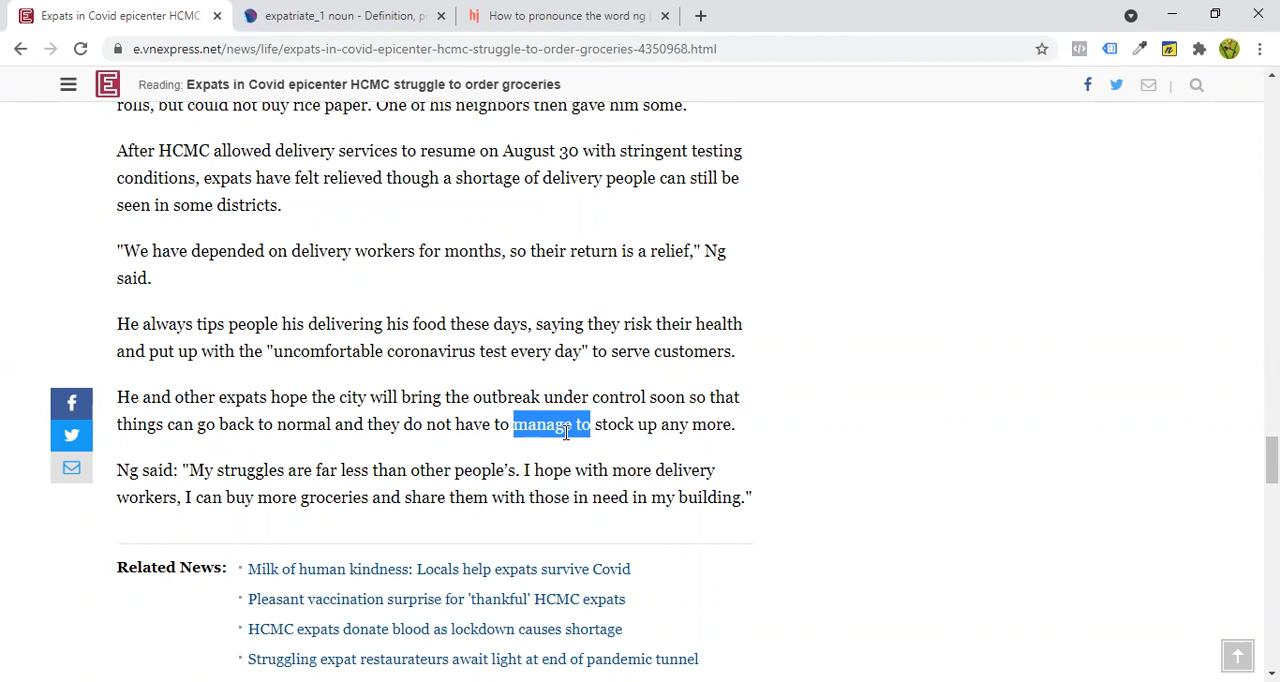 Expats in Covid epicenter HCMC
expatriate_1 noun - Definition, p
How to pronounce the word ng
e.vnexpress.net/news/life/expats-in-covid-epicenter-hcmc-struggle-to-order-groceries-4350968.html
Reading: Expats in Covid epicenter HCMC struggle to order groceries
rolls, but could not buy rice paper. One of his neighbors then gave him some.
After HCMC allowed delivery services to resume on August 30 with stringent testing
conditions, expats have felt relieved though a shortage of delivery people can still be
seen in some districts.
"We have depended on delivery workers for months, so their return is a relief," Ng
said.
He always tips people his delivering his food these days, saying they risk their health
and put up with the "uncomfortable coronavirus test every day" to serve customers.
He and other expats hope the city will bring the outbreak under control soon so that
things can go back to normal and they do not have to manage to stock up any more.
Ng said: "My struggles are far less than other people’s. I hope with more delivery
workers, I can buy more groceries and share them with those in need in my building."
Related News:
· Milk of human kindness: Locals help expats survive Covid
· Pleasant vaccination surprise for 'thankful' HCMC expats
· HCMC expats donate blood as lockdown causes shortage
· Struggling expat restaurateurs await light at end of pandemic tunnel